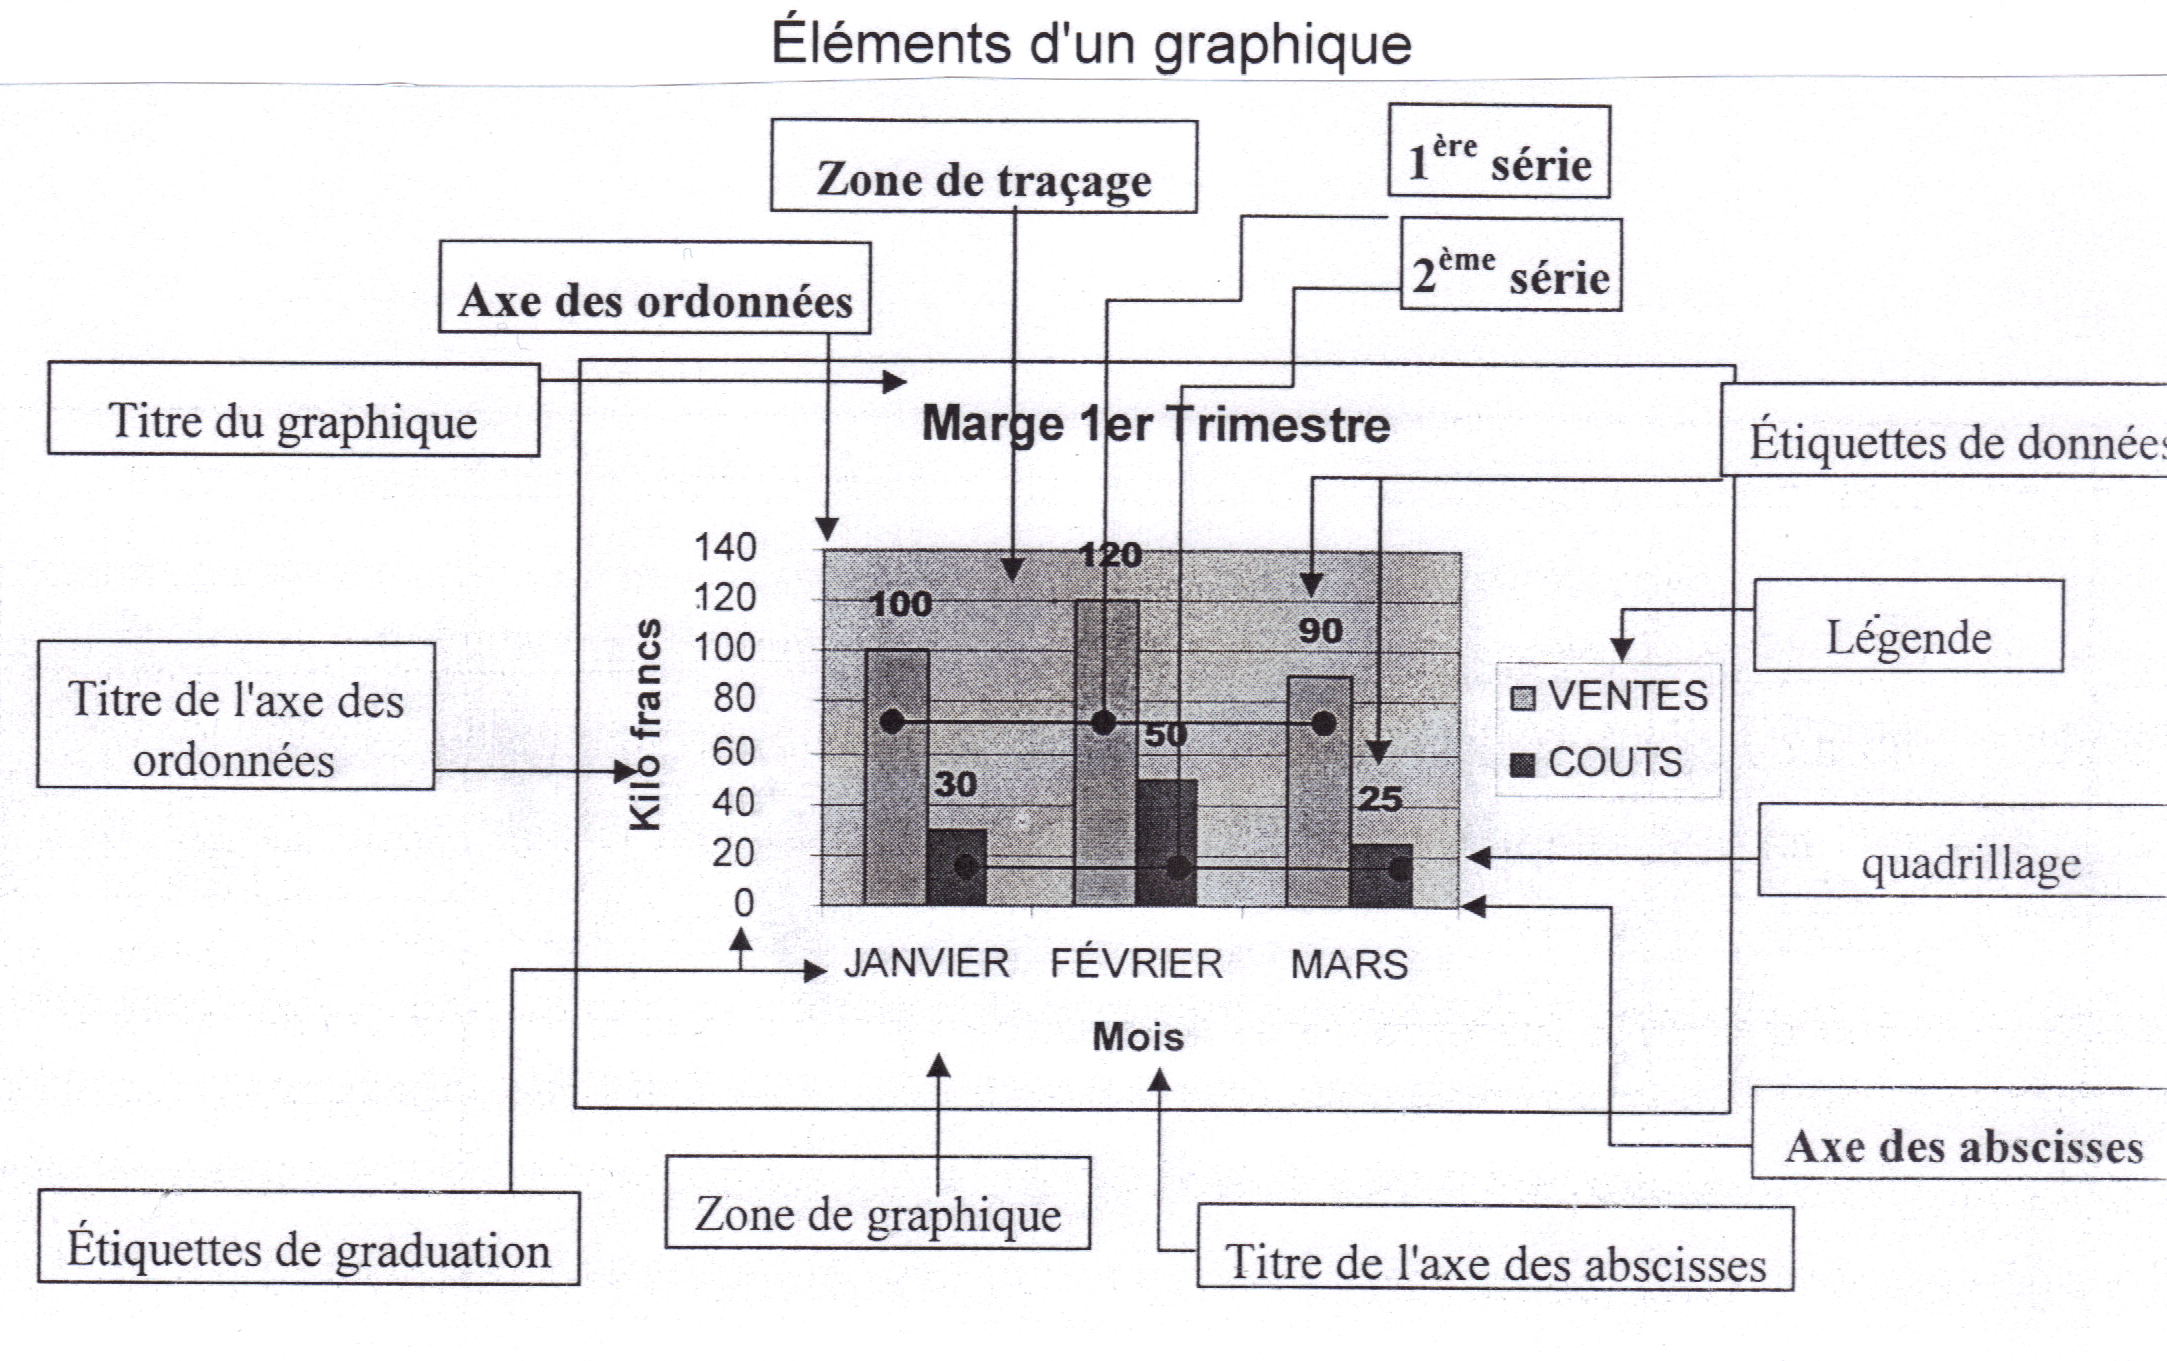 Éléments d'un graphique
Zone de traçage
1ère série
2ème série
Axe des ordonnées
Titre du graphique
Marge 1er Trimestre
Étiquettes de données
140
120
100
80
60
40
20
0
Kilo francs
100
30
120
50
90
25
Légende
VENTES
COUTS
Titre de l'axe des
ordonnées
quadrillage
JANVIER FÉVRIER MARS
Mois
Axe des abscisses
Zone de graphique
Étiquettes de graduation
Titre de l'axe des abscisses